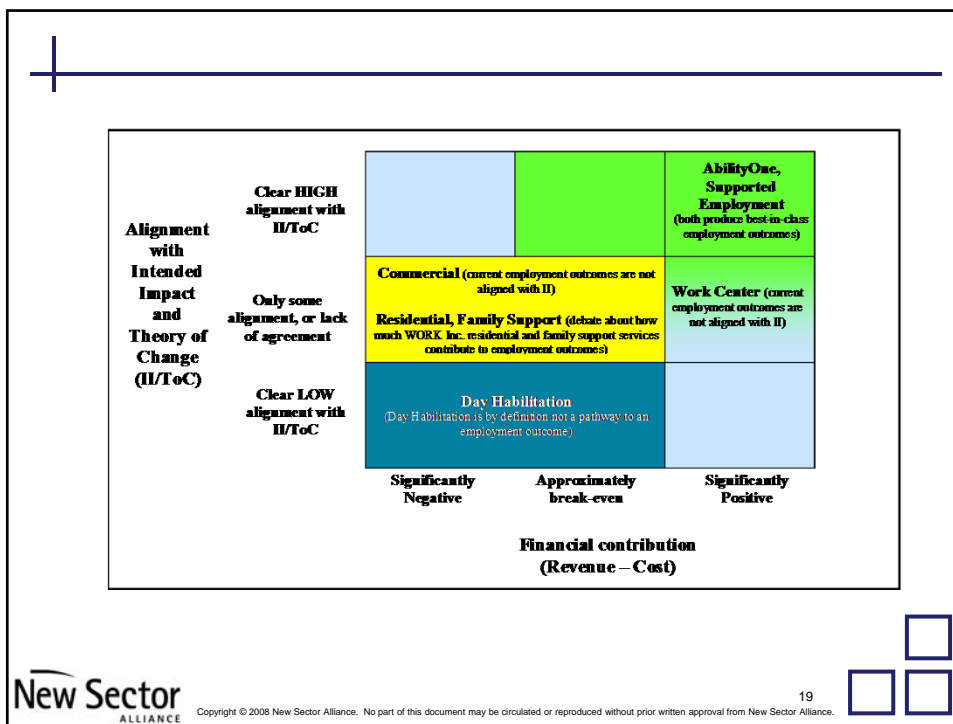 Alignment
with
Intended
Impact
and
Theory of
Change
(II/ToC)
Clear HIGH
alignment with
II/ToC
Only some
alignment, or lack
of agreement
Clear LOW
alignment with
II/ToC
AbilityOne,
Supported
Employment
(both produce best-in-class
employment outcomes)
Commercial (current employment outcomes are not
aligned with II)
Residential, Family Support (debate about how
much WORK Inc. residential and family support services
contribute to employment outcomes)
Work Center (current
employment outcomes are
not aligned with II)
Day Habilitation
(Day Habilitation is by definition not a pathway to an
employment outcome)
Significantly
Negative
Approximately
break-even
Significantly
Positive
Financial contribution
(Revenue – Cost)
New Sector
ALLIANCE
19
Copyright © 2008 New Sector Alliance. No part of this document may be circulated or reproduced without prior written approval from New Sector Alliance.